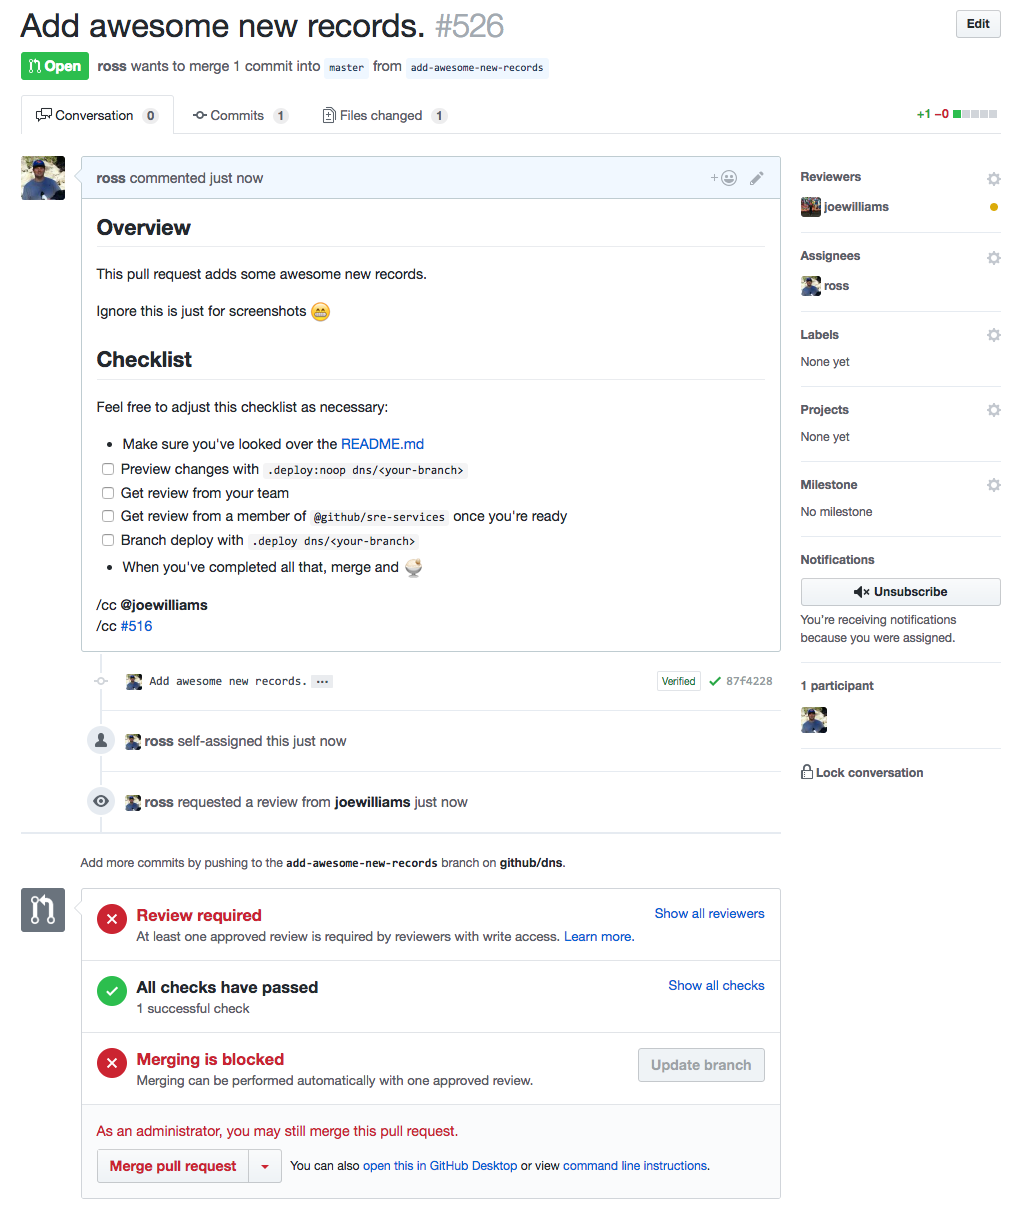 Add awesome new records. #526
Edit
Open ross wants to merge 1 commit into master from add-awesome-new-records
Conversation 0 Commits 1 Files changed 1
+1 −0
ross commented just now
Overview
This pull request adds some awesome new records.
Ignore this is just for screenshots 😁
Checklist
Feel free to adjust this checklist as necessary:
• Make sure you've looked over the README.md
Preview changes with .deploy:noop dns/<your-branch>
Get review from your team
Get review from a member of @github/sre-services once you're ready
Branch deploy with .deploy dns/<your-branch>
• When you've completed all that, merge and
/cc @joewilliams
/cc #516
Add awesome new records. …
Verified 87f4228
ross self-assigned this just now
ross requested a review from joewilliams just now
Add more commits by pushing to the add-awesome-new-records branch on github/dns.
Review required
Show all reviewers
At least one approved review is required by reviewers with write access. Learn more.
All checks have passed
Show all checks
1 successful check
Merging is blocked
Merging can be performed automatically with one approved review.
Update branch
As an administrator, you may still merge this pull request.
Merge pull request
You can also open this in GitHub Desktop or view command line instructions.
Reviewers
joewilliams
Assignees
ross
Labels
None yet
Projects
None yet
Milestone
No milestone
Notifications
Unsubscribe
You're receiving notifications
because you were assigned.
1 participant
Lock conversation